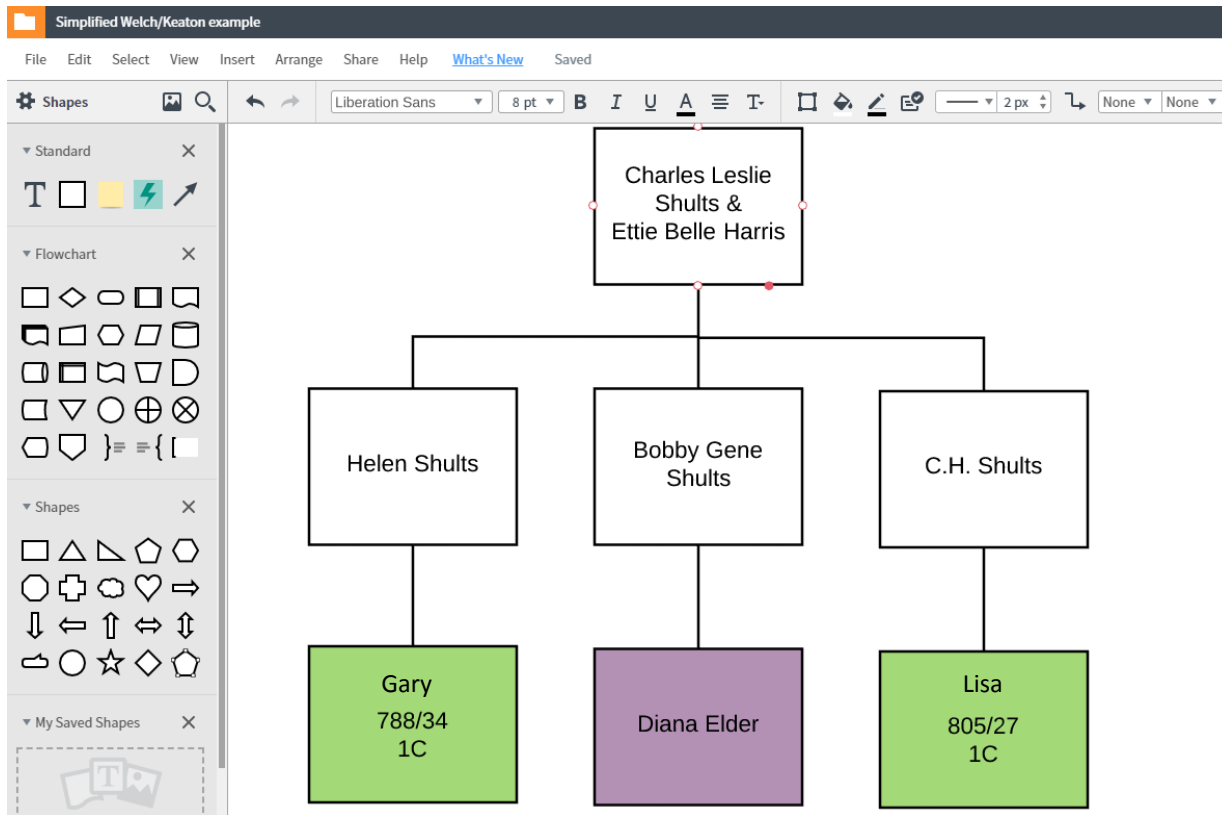 Simplified Welch/Keaton example
File Edit Select View Insert Arrange Share Help What's New Saved
Shapes
Liberation Sans 8 pt B I U A T 2 px None None
Standard
T
Flowchart
Shapes
My Saved Shapes
T
Charles Leslie
Shults &
Ettie Belle Harris
Helen Shults
Bobby Gene
Shults
C.H. Shults
Gary
788/34
1C
Diana Elder
Lisa
805/27
1C